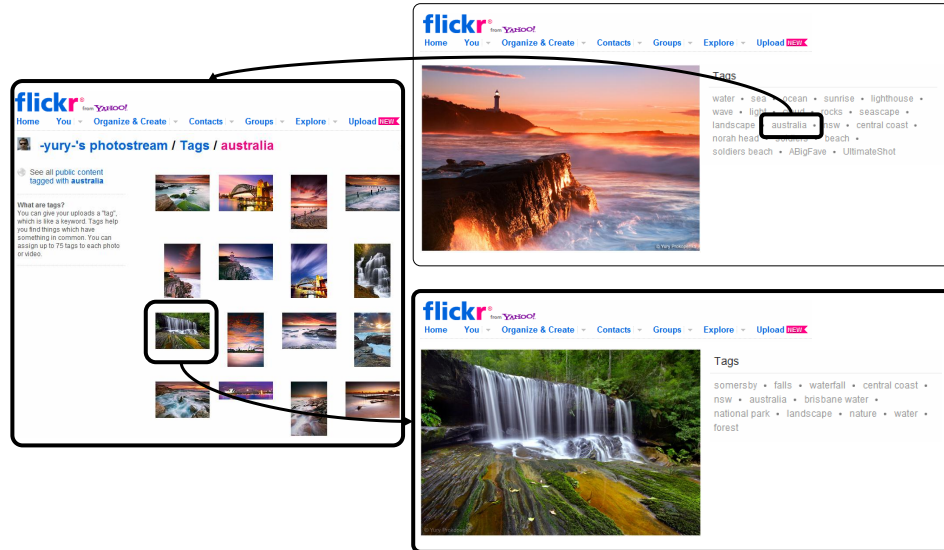 flickr from YAHOO!
Home You Organize & Create Contacts Groups Explore Upload NEW
-yury-'s photostream / Tags / australia
See all public content
tagged with australia
What are tags?
You can give your uploads a "tag",
which is like a keyword. Tags help
you find things which have
something in common. You can
assign up to 75 tags to each photo
or video.
flickr from YAHOO!
Home You Organize & Create Contacts Groups Explore Upload NEW
Tags
water • sea • ocean • sunrise • lighthouse •
wave • light • cloud • rocks • seascape •
landscape • australia • nsw • central coast •
norah head • soldiers • beach •
soldiers beach • ABigFave • UltimateShot
flickr from YAHOO!
Home You Organize & Create Contacts Groups Explore Upload NEW
Tags
somersby • falls • waterfall • central coast •
nsw • australia • brisbane water •
national park • landscape • nature • water •
forest